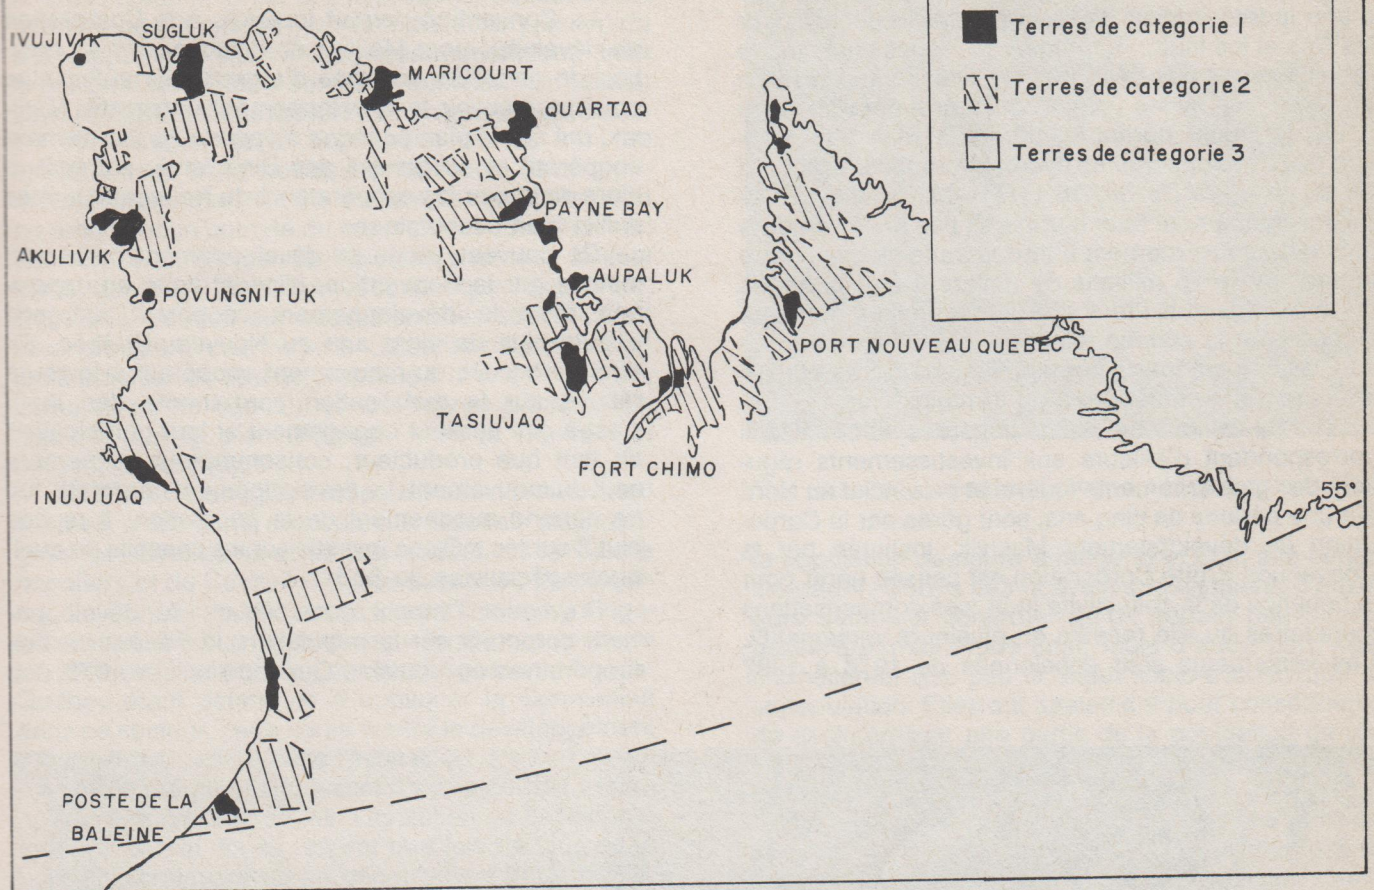 Terres de categorie 1
Terres de categorie 2
Terres de categorie 3
IVUJIVIK
SUGLUK
MARICOURT
QUARTAQ
PAYNE BAY
AKULIVIK
AUPALUK
POVUNGNITUK
PORT NOUVEAU QUEBEC
TASIUJAQ
FORT CHIMO
INUJJUAQ
55°
POSTE DE LA
BALEINE